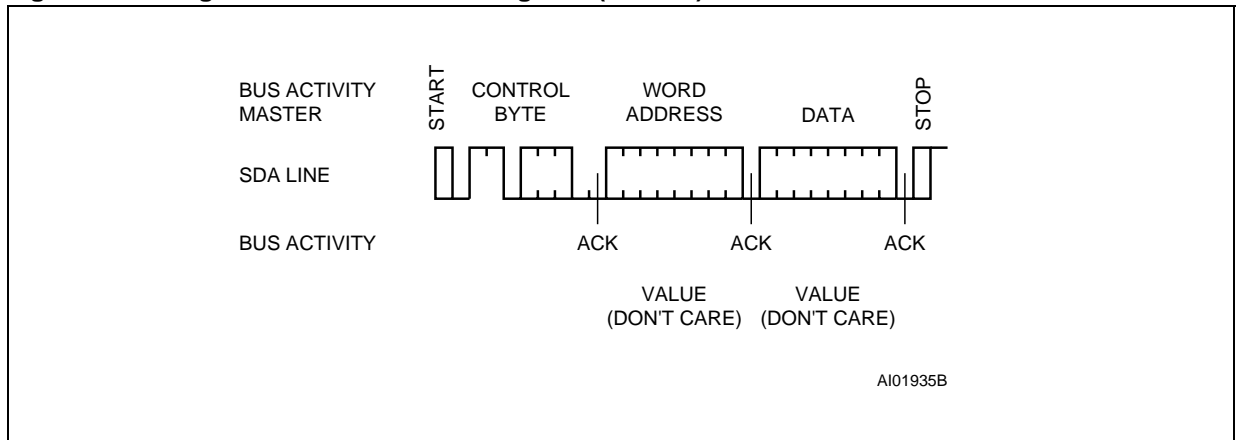 BUS ACTIVITY
MASTER
START
CONTROL
BYTE
WORD
ADDRESS
DATA
STOP
SDA LINE
BUS ACTIVITY
ACK
ACK
ACK
VALUE
(DON'T CARE)
VALUE
(DON'T CARE)
AI01935B